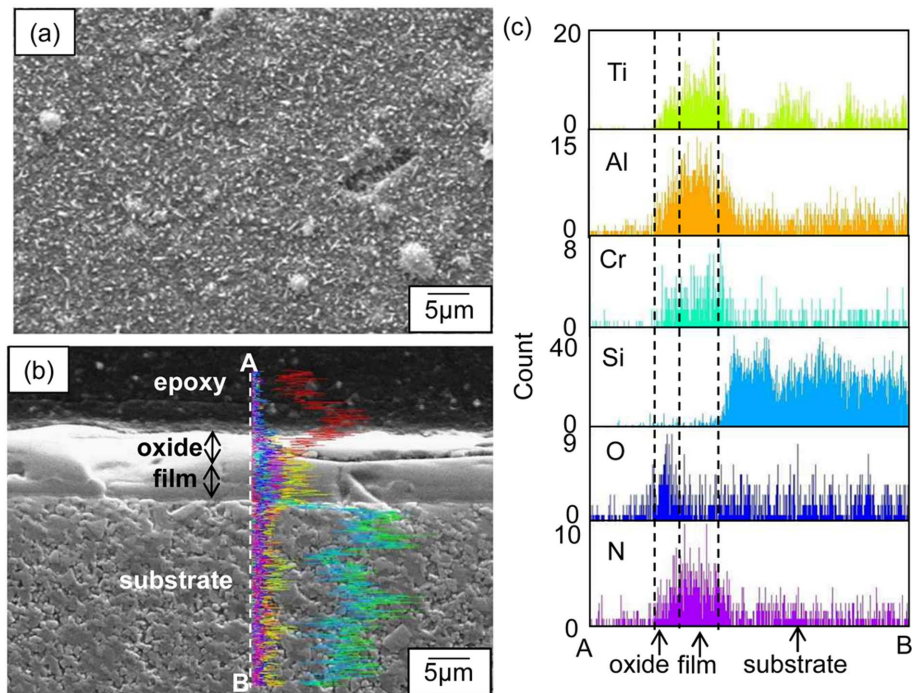 (a)
5μm
(b)
A
epoxy
oxide
film
substrate
B
5μm
(c)
Count
20
Ti
0
15
Al
0
8
Cr
0
40
Si
0
9
O
0
10
N
0
A
B
oxide film substrate